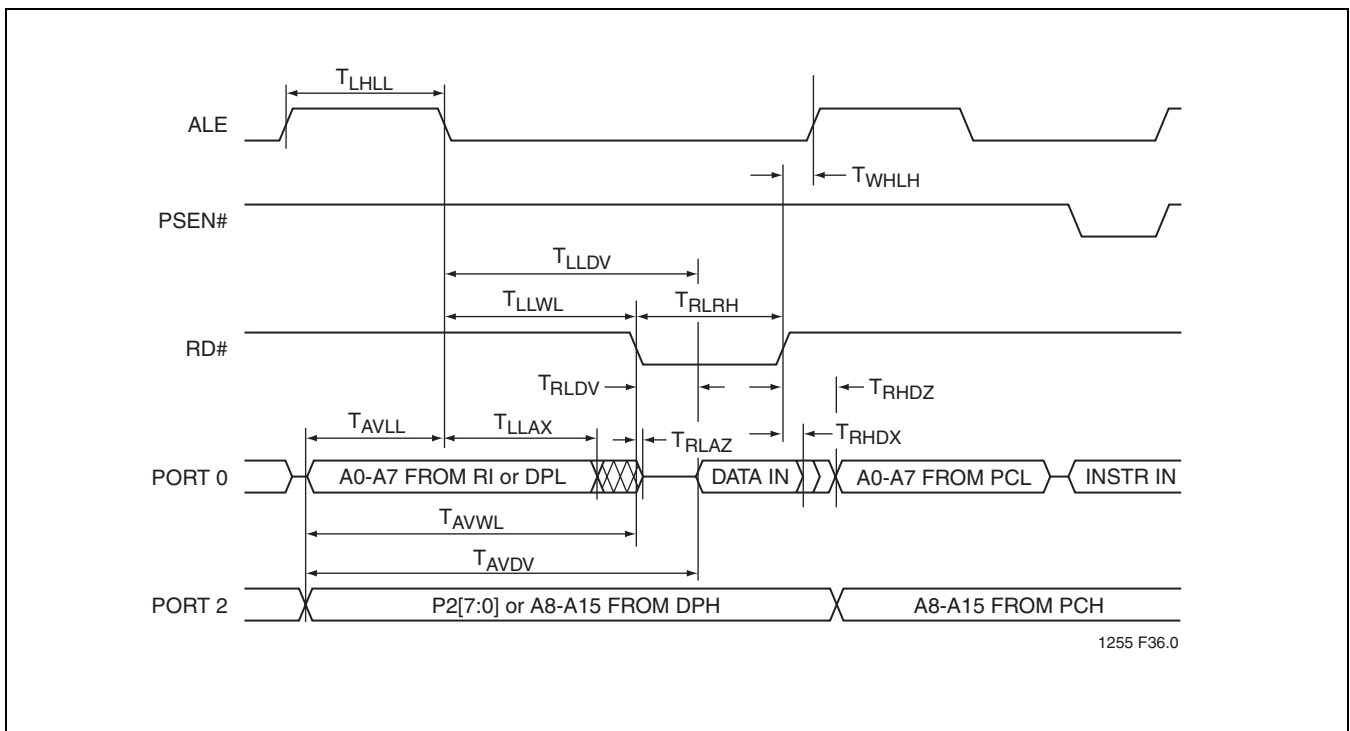 TLHLL
ALE
TWHLH
PSEN#
TLLDV
TLLWL
TRLRH
RD#
TRLDV
TRHDZ
TAVLL
TLLAX
TRLAZ
TRHDX
PORT 0
A0-A7 FROM RI or DPL
DATA IN
A0-A7 FROM PCL
INSTR IN
TAVWL
TAVDV
PORT 2
P2[7:0] or A8-A15 FROM DPH
A8-A15 FROM PCH
1255 F36.0